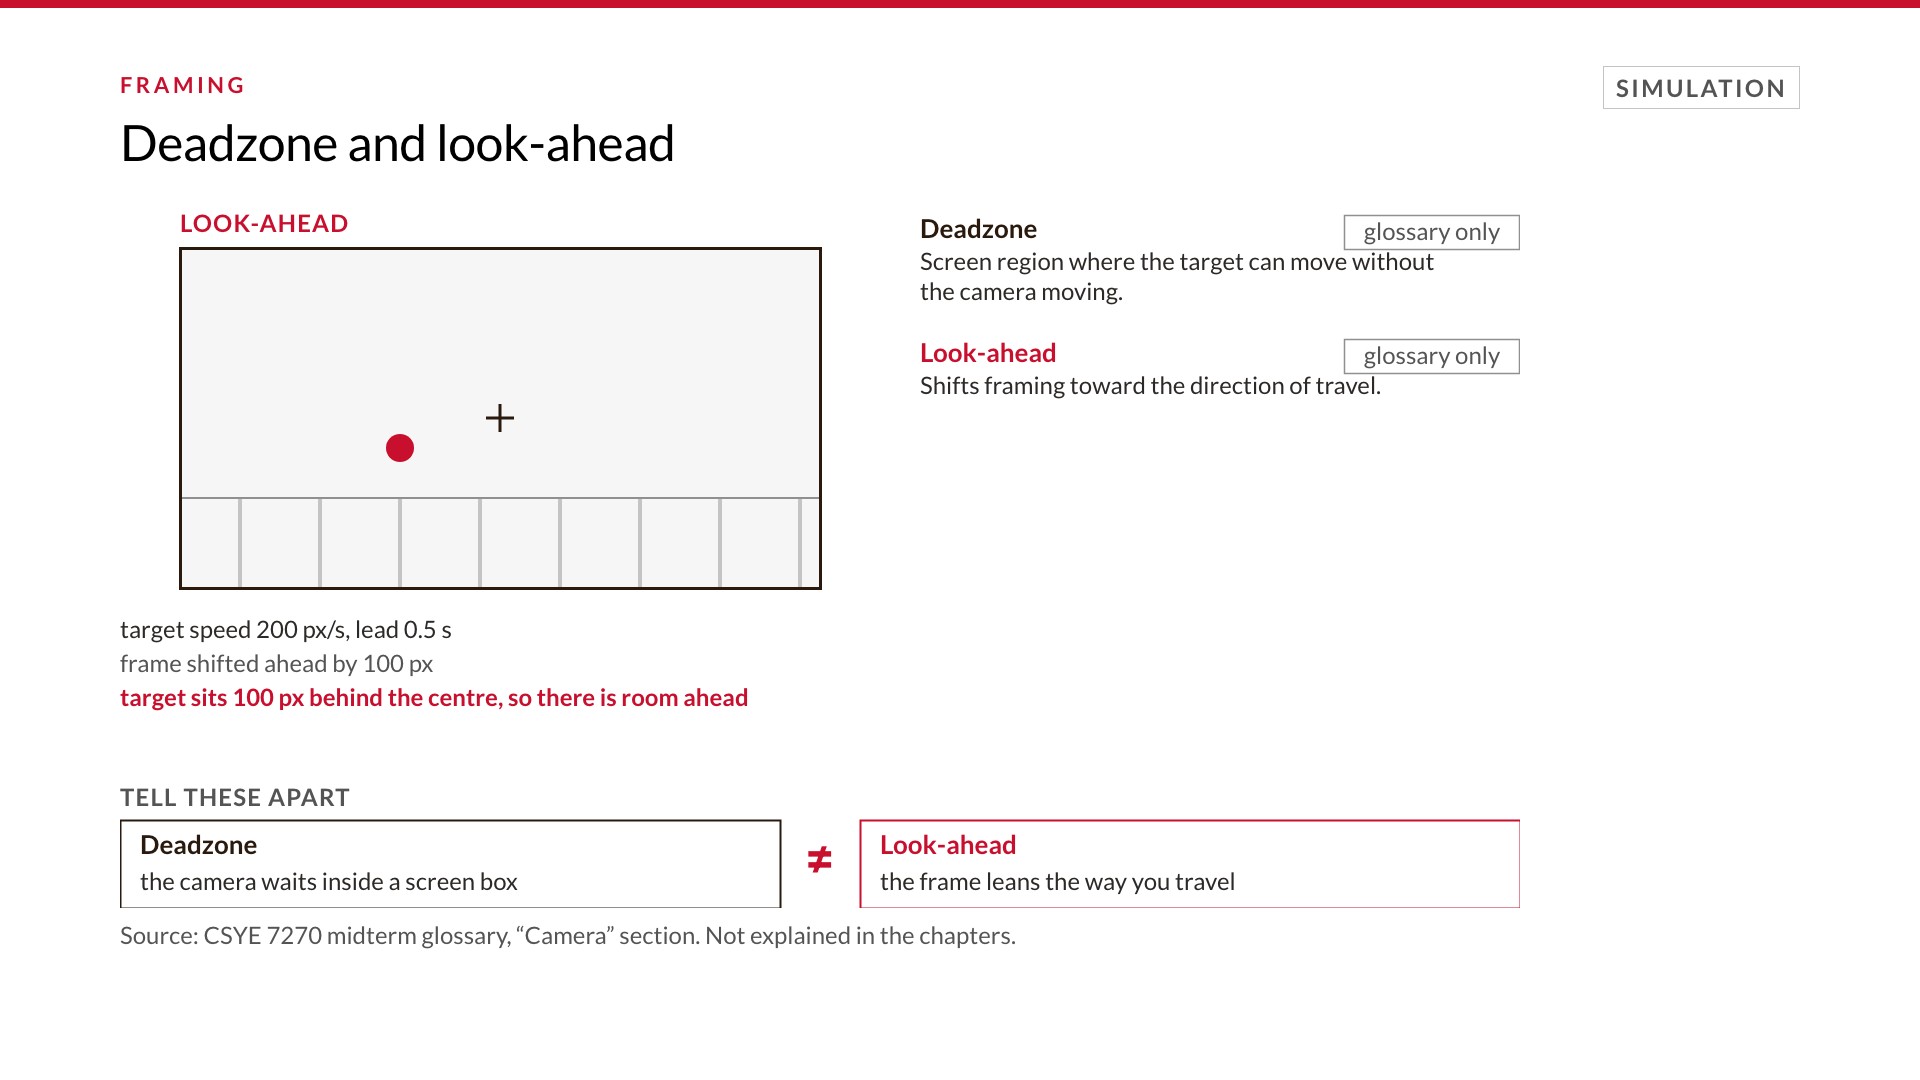 FRAMING
SIMULATION
Deadzone and look-ahead
LOOK-AHEAD
Deadzone
glossary only
Screen region where the target can move without
the camera moving.
Look-ahead
glossary only
Shifts framing toward the direction of travel.
target speed 200 px/s, lead 0.5 s
frame shifted ahead by 100 px
target sits 100 px behind the centre, so there is room ahead
TELL THESE APART
Deadzone
the camera waits inside a screen box
≠
Look-ahead
the frame leans the way you travel
Source: CSYE 7270 midterm glossary, “Camera” section. Not explained in the chapters.